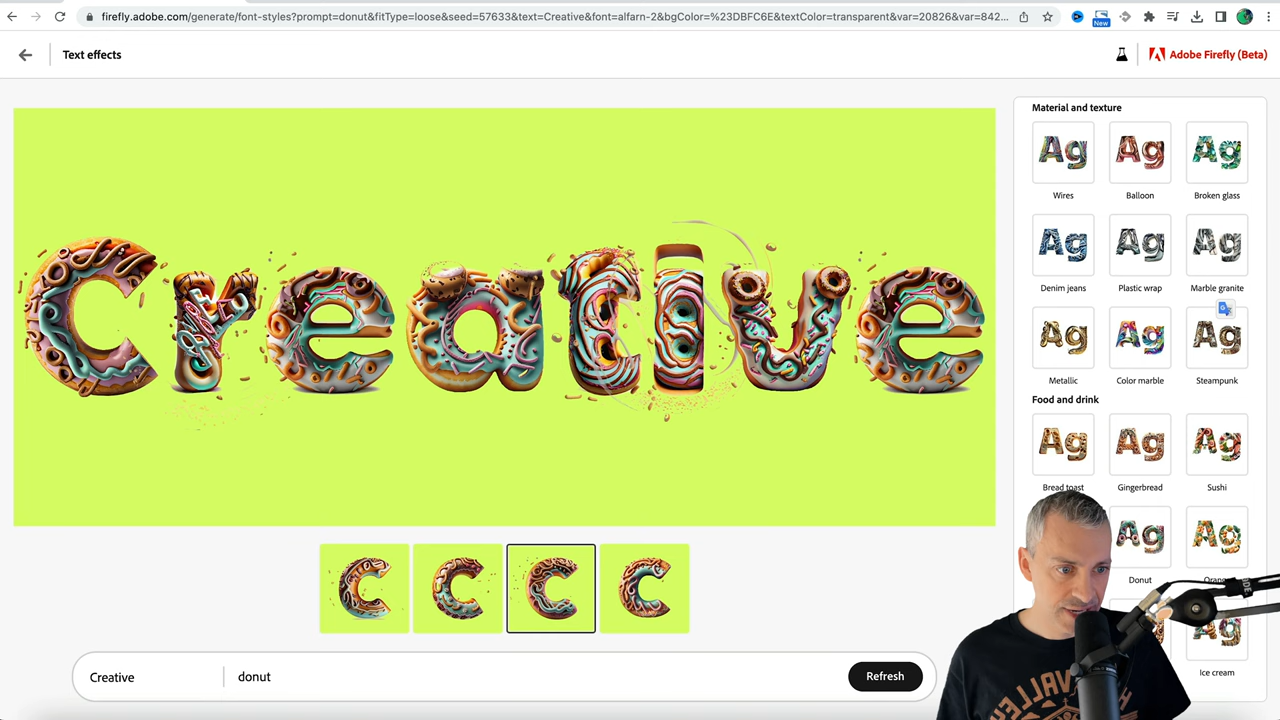 firefly.adobe.com/generate/font-styles?prompt=donut&fitType=loose&seed=57633&text=Creative&font=alfarn-2&bgColor=%23DBFC6E&textColor=transparent&var=20826&var=842...
New
Text effects
Adobe Firefly (Beta)
Material and texture
Ag Ag Ag
Wires Balloon Broken glass
Ag Ag Ag
Denim jeans Plastic wrap Marble granite
Ag Ag Ag
Metallic Color marble Steampunk
Food and drink
Ag Ag Ag
Bread toast Gingerbread Sushi
Ag Ag
Donut
Ag
Ice cream
Creative
C C C C
Creative donut Refresh